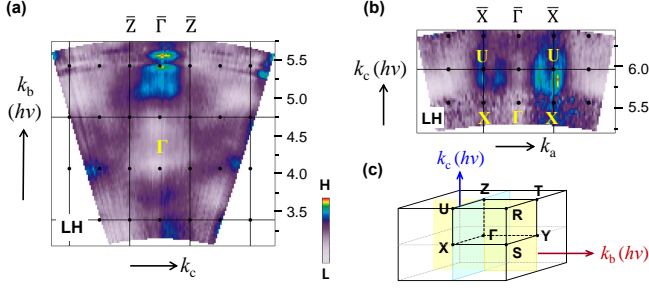 (a)
Z̅ Γ̅ Z̅
k_b
(hν)
5.5
5.0
4.5
4.0
3.5
Γ
LH
k_c
H
L
(b)
X̅ Γ̅ X̅
k_c (hν)
U U
6.0
5.5
LH
X Γ X
k_a
(c)
k_c (hν)
Z T
U R
Γ Y
X S
k_b (hν)